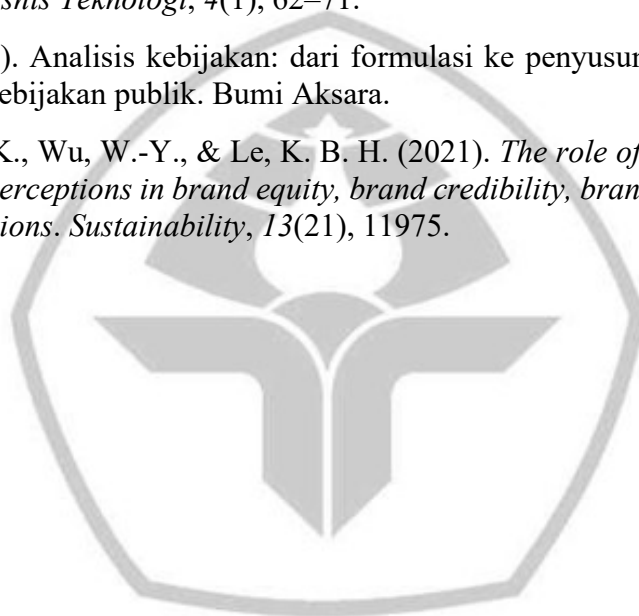 snis Teknologi, 4(1), 62–71.
). Analisis kebijakan: dari formulasi ke penyusun
ebijakan publik. Bumi Aksara.
K., Wu, W.-Y., & Le, K. B. H. (2021). The role of
erceptions in brand equity, brand credibility, bran
ions. Sustainability, 13(21), 11975.